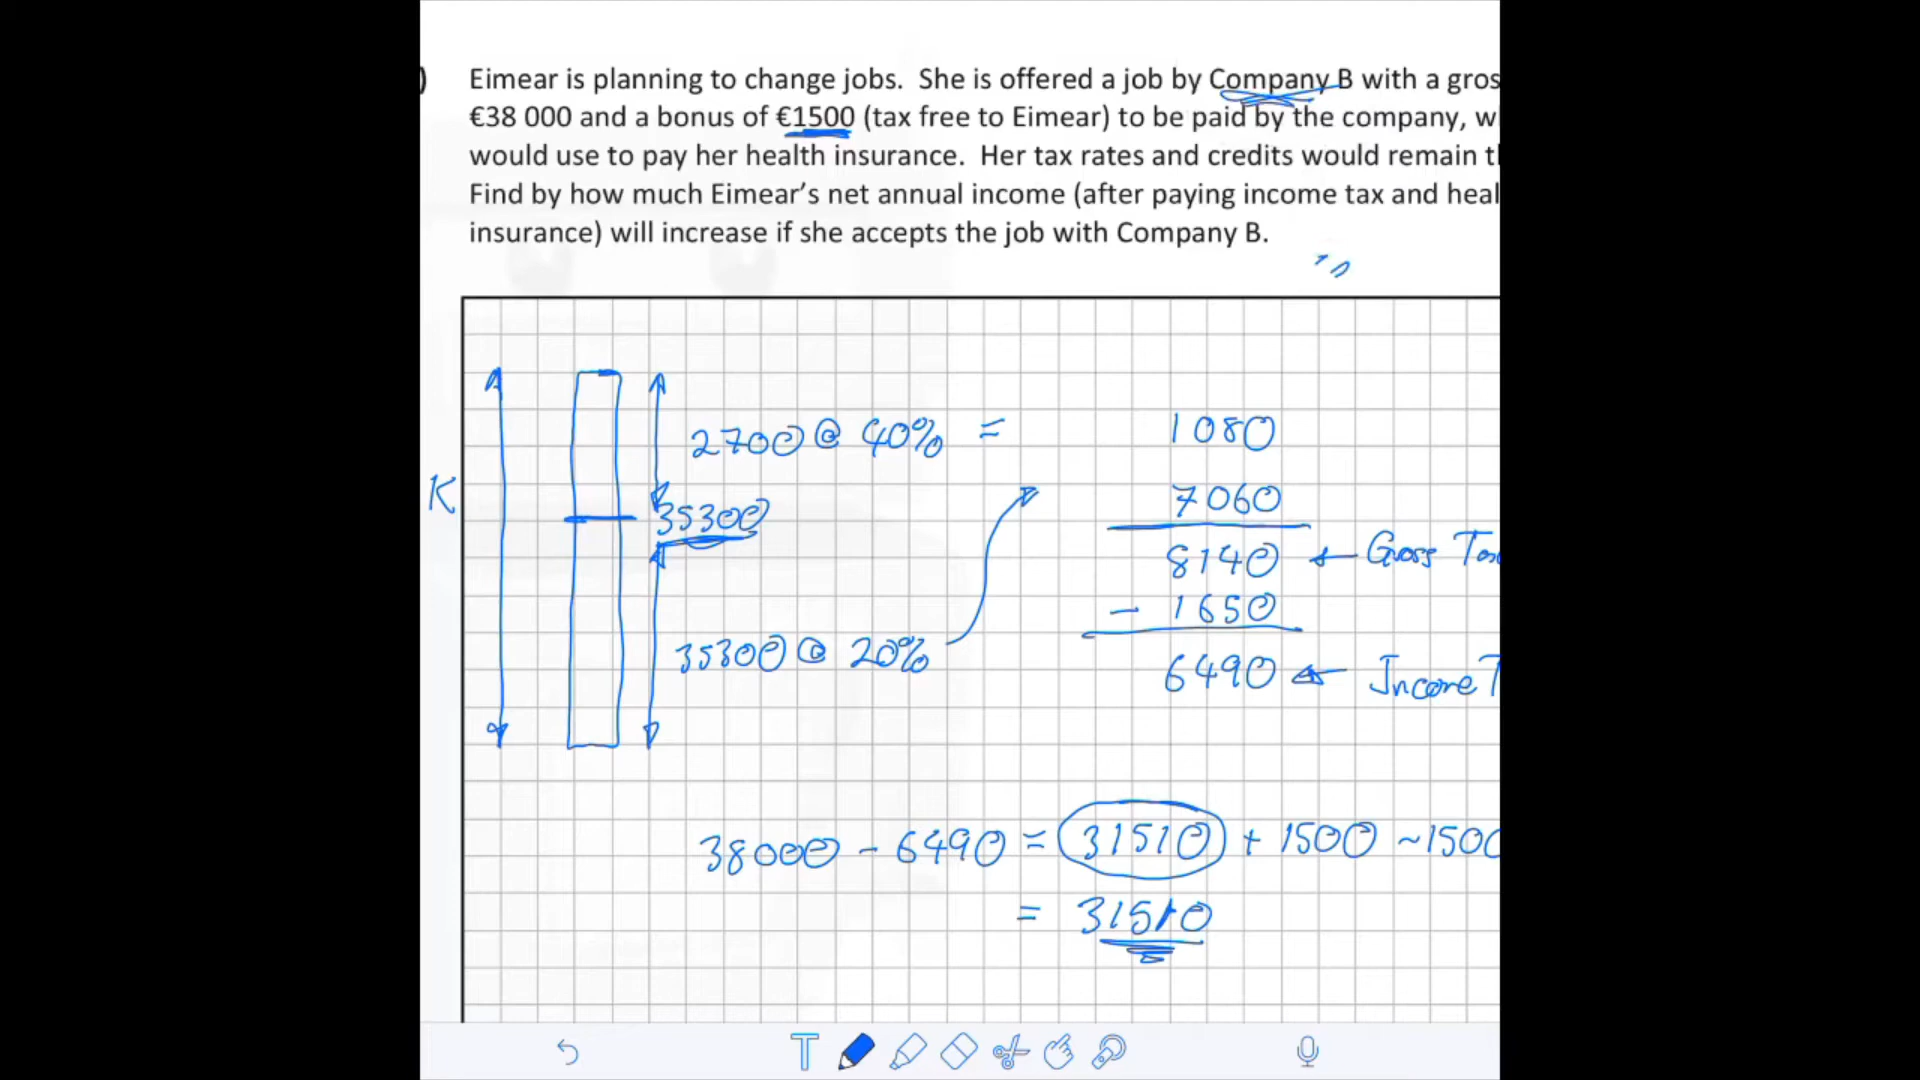 ) Eimear is planning to change jobs. She is offered a job by Company B with a gros
€38 000 and a bonus of €1500 (tax free to Eimear) to be paid by the company, w
would use to pay her health insurance. Her tax rates and credits would remain t
Find by how much Eimear's net annual income (after paying income tax and heal
insurance) will increase if she accepts the job with Company B.
2700 @ 40% = 1080
K
35300
7060
8140 ← Gross Tax
- 1650
35300 @ 20%
6490 ← Income T
38000 - 6490 = 31510 + 1500 - 1500
= 31510
T